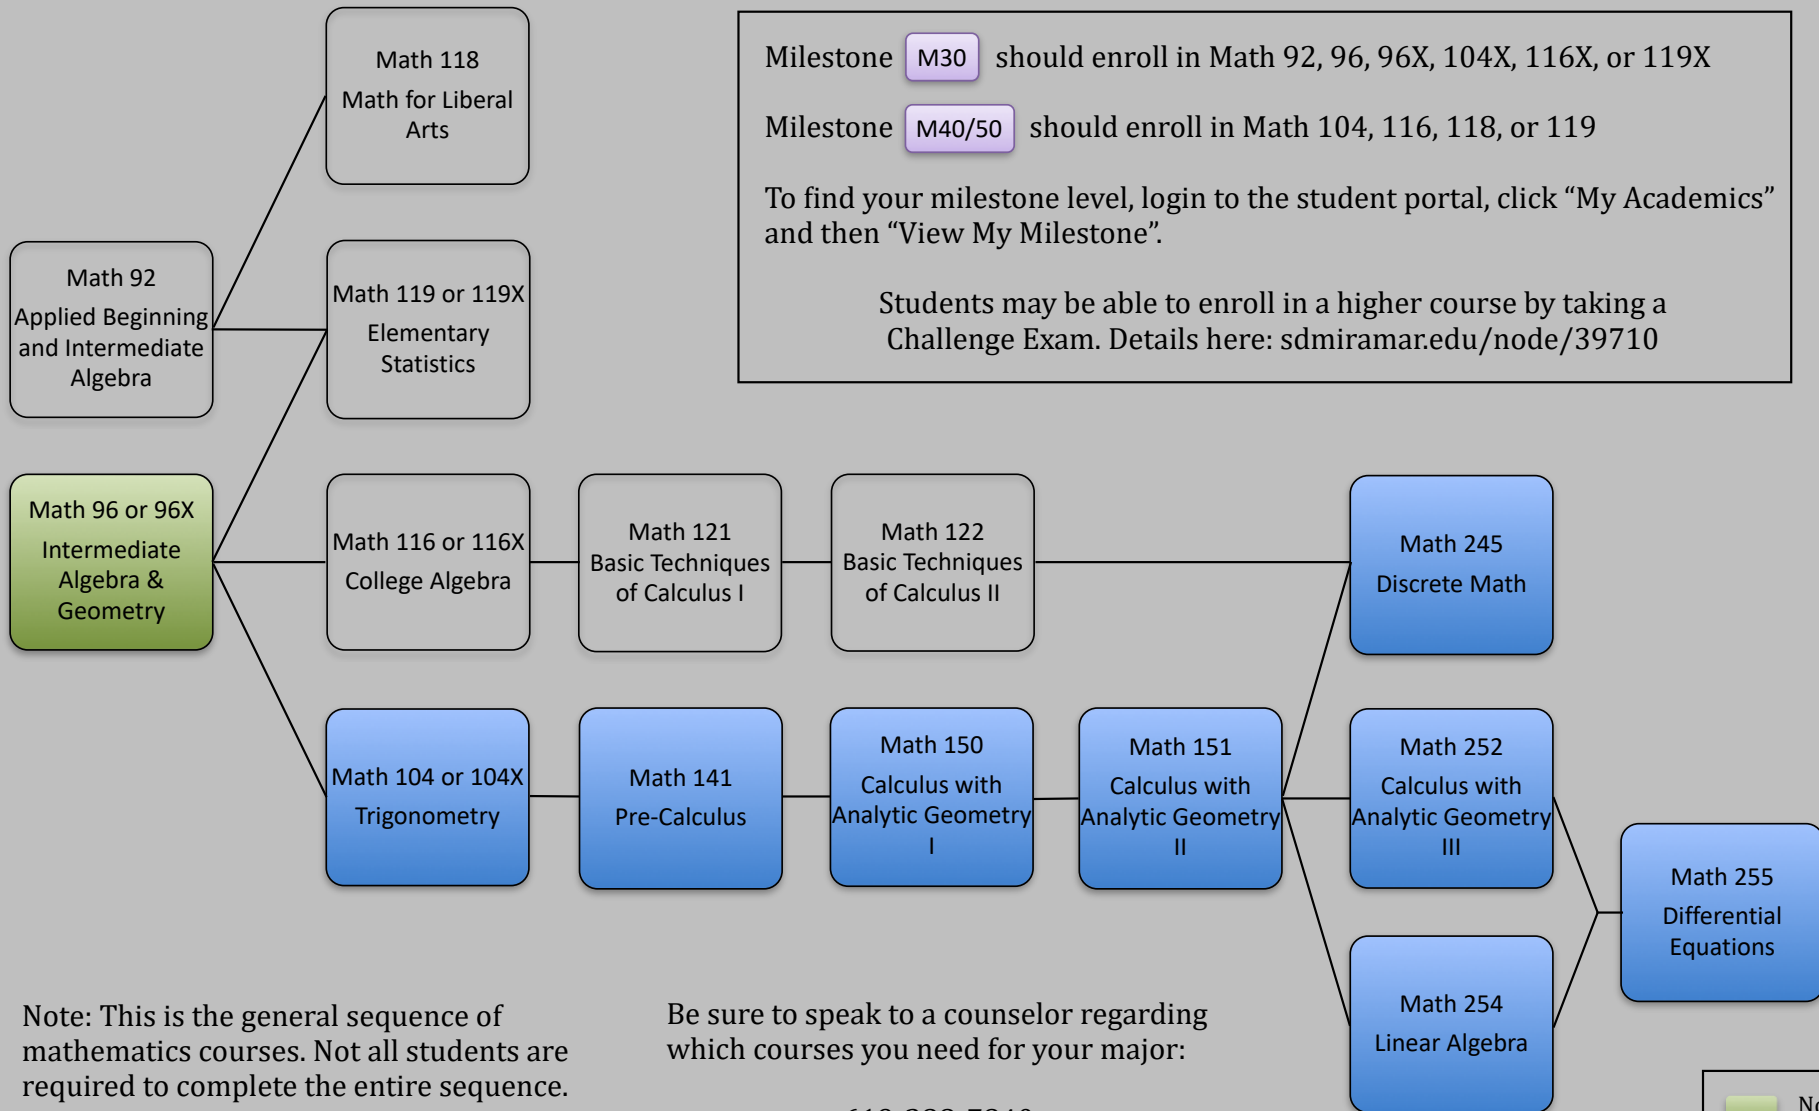 Math 118
Math for Liberal
Arts
Milestone M30 should enroll in Math 92, 96, 96X, 104X, 116X, or 119X
Milestone M40/50 should enroll in Math 104, 116, 118, or 119
To find your milestone level, login to the student portal, click “My Academics”
and then “View My Milestone”.
Students may be able to enroll in a higher course by taking a
Challenge Exam. Details here: sdmiramar.edu/node/39710
Math 92
Applied Beginning
and Intermediate
Algebra
Math 119 or 119X
Elementary
Statistics
Math 96 or 96X
Intermediate
Algebra &
Geometry
Math 116 or 116X
College Algebra
Math 121
Basic Techniques
of Calculus I
Math 122
Basic Techniques
of Calculus II
Math 245
Discrete Math
Math 104 or 104X
Trigonometry
Math 141
Pre-Calculus
Math 150
Calculus with
Analytic Geometry
I
Math 151
Calculus with
Analytic Geometry
II
Math 252
Calculus with
Analytic Geometry
III
Math 255
Differential
Equations
Math 254
Linear Algebra
Note: This is the general sequence of
mathematics courses. Not all students are
required to complete the entire sequence.
Be sure to speak to a counselor regarding
which courses you need for your major: